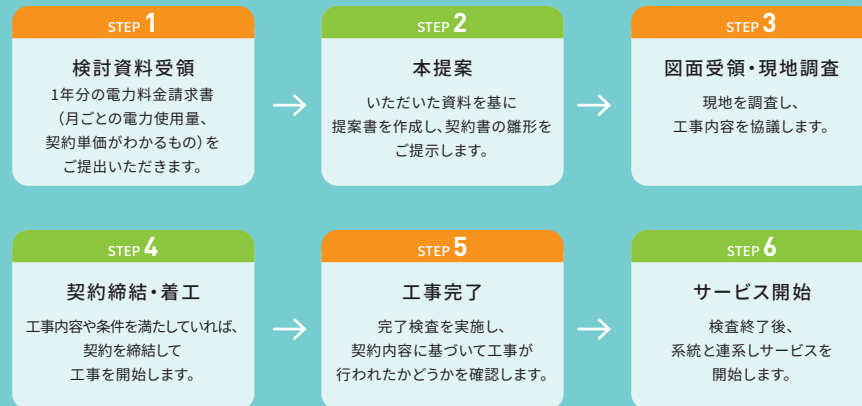 STEP 1
検討資料受領
1年分の電力料金請求書
（月ごとの電力使用量、
契約単価がわかるもの）を
ご提出いただきます。
STEP 2
本提案
いただいた資料を基に
提案書を作成し、契約書の雛形を
ご提示します。
STEP 3
図面受領・現地調査
現地を調査し、
工事内容を協議します。
STEP 4
契約締結・着工
工事内容や条件を満たしていれば、
契約を締結して
工事を開始します。
STEP 5
工事完了
完了検査を実施し、
契約内容に基づいて工事が
行われたかどうかを確認します。
STEP 6
サービス開始
検査終了後、
系統と連系しサービスを
開始します。